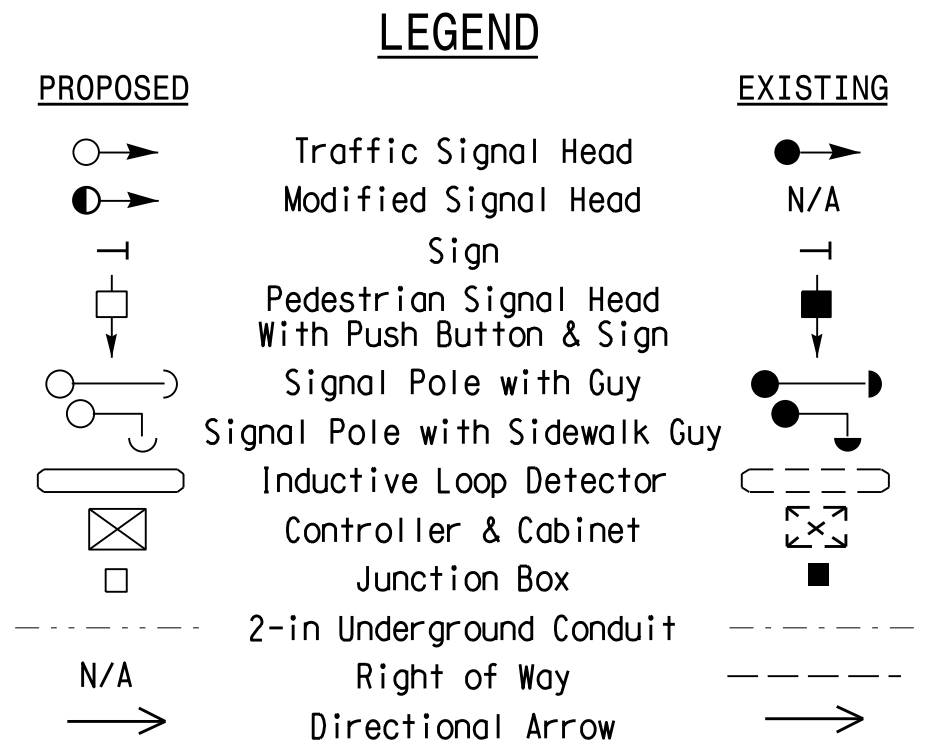 LEGEND
PROPOSED EXISTING
Traffic Signal Head
Modified Signal Head N/A
Sign
Pedestrian Signal Head
With Push Button & Sign
Signal Pole with Guy
Signal Pole with Sidewalk Guy
Inductive Loop Detector
Controller & Cabinet
Junction Box
2-in Underground Conduit
N/A Right of Way
Directional Arrow